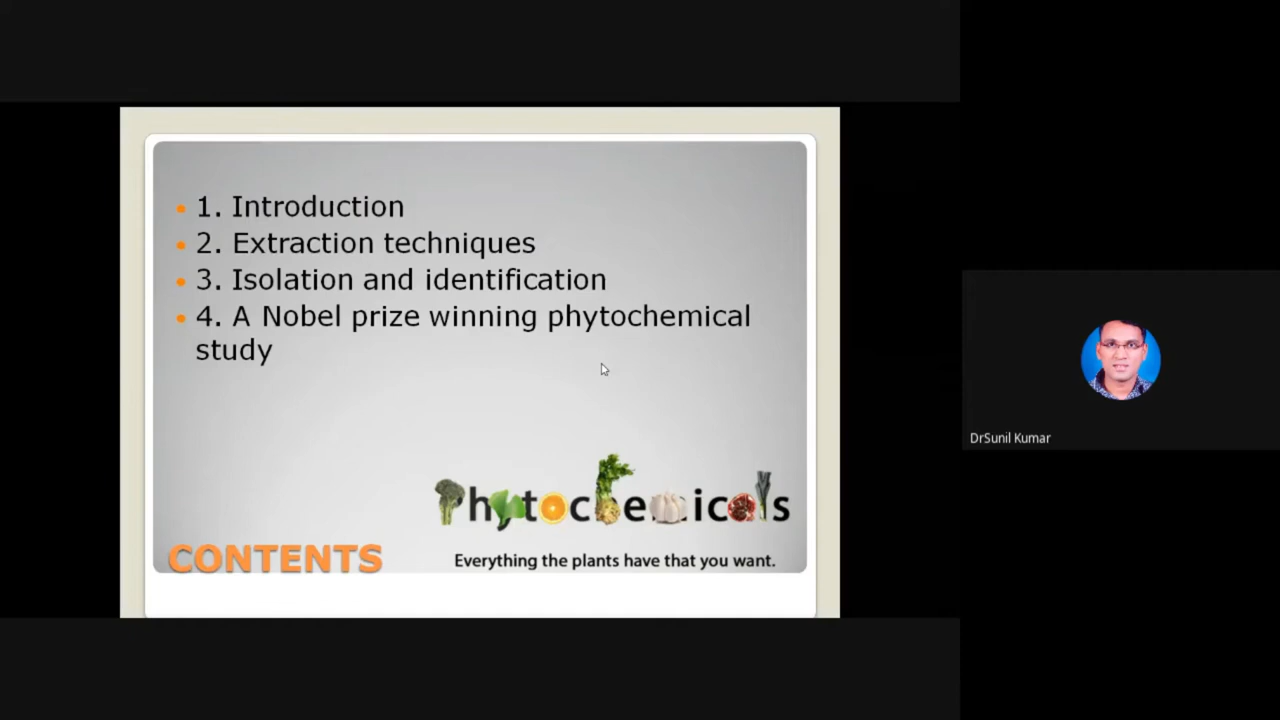 1. Introduction
2. Extraction techniques
3. Isolation and identification
4. A Nobel prize winning phytochemical
study
Phytochemicals
CONTENTS
Everything the plants have that you want.
DrSunil Kumar